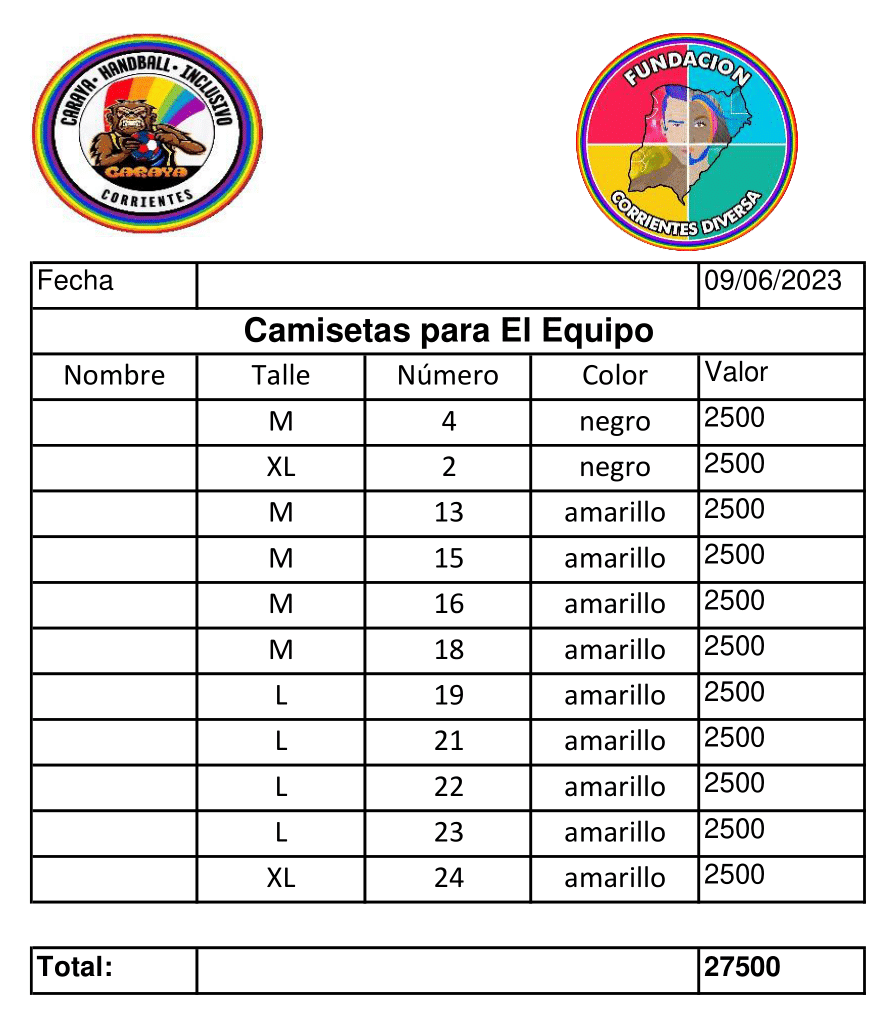 CARAYA · HANDBALL · INCLUSIVO
CARAYA
CORRIENTES
FUNDACION
CORRIENTES DIVERSA
Fecha 09/06/2023
Camisetas para El Equipo
Nombre Talle Número Color Valor
M 4 negro 2500
XL 2 negro 2500
M 13 amarillo 2500
M 15 amarillo 2500
M 16 amarillo 2500
M 18 amarillo 2500
L 19 amarillo 2500
L 21 amarillo 2500
L 22 amarillo 2500
L 23 amarillo 2500
XL 24 amarillo 2500
Total: 27500